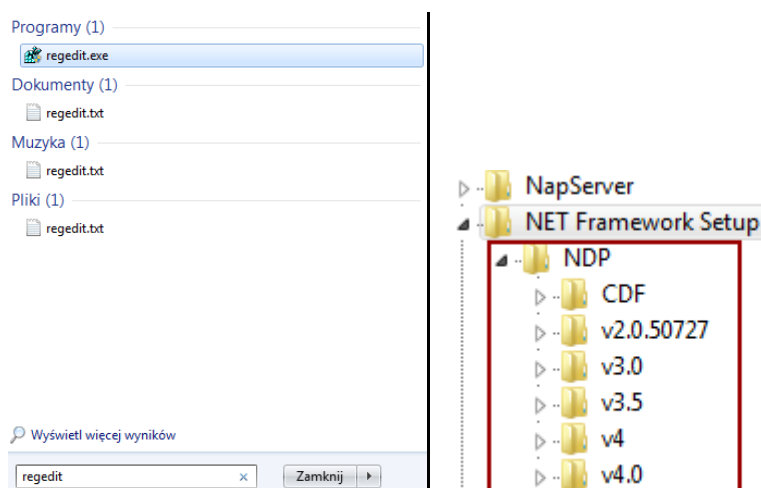 Programy (1)
regedit.exe
Dokumenty (1)
regedit.txt
Muzyka (1)
regedit.txt
Pliki (1)
regedit.txt
Wyświetl więcej wyników
regedit
Zamknij
NapServer
NET Framework Setup
NDP
CDF
v2.0.50727
v3.0
v3.5
v4
v4.0